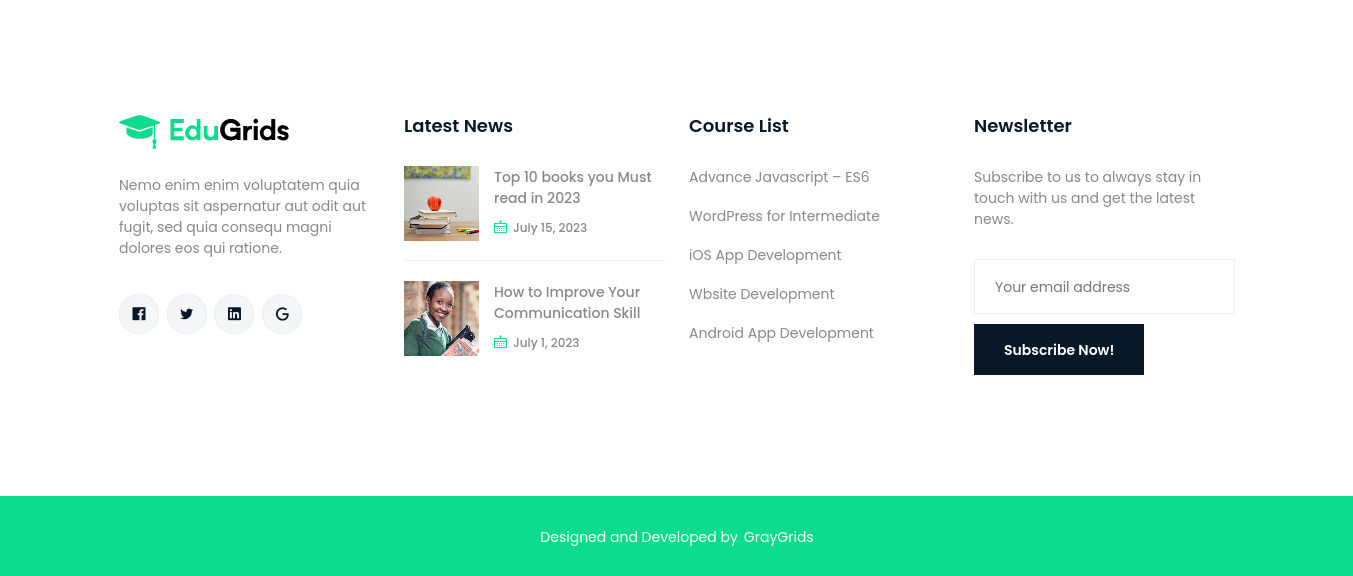 EduGrids
Nemo enim enim voluptatem quia
voluptas sit aspernatur aut odit aut
fugit, sed quia consequ magni
dolores eos qui ratione.
Latest News
Top 10 books you Must
read in 2023
July 15, 2023
How to Improve Your
Communication Skill
July 1, 2023
Course List
Advance Javascript – ES6
WordPress for Intermediate
iOS App Development
Wbsite Development
Android App Development
Newsletter
Subscribe to us to always stay in
touch with us and get the latest
news.
Your email address
Subscribe Now!
Designed and Developed by GrayGrids